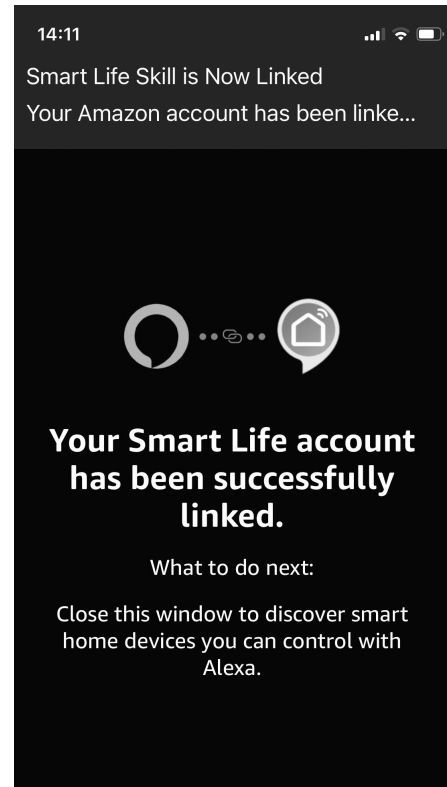 14:11
Smart Life Skill is Now Linked
Your Amazon account has been linke...
Your Smart Life account
has been successfully
linked.
What to do next:
Close this window to discover smart
home devices you can control with
Alexa.